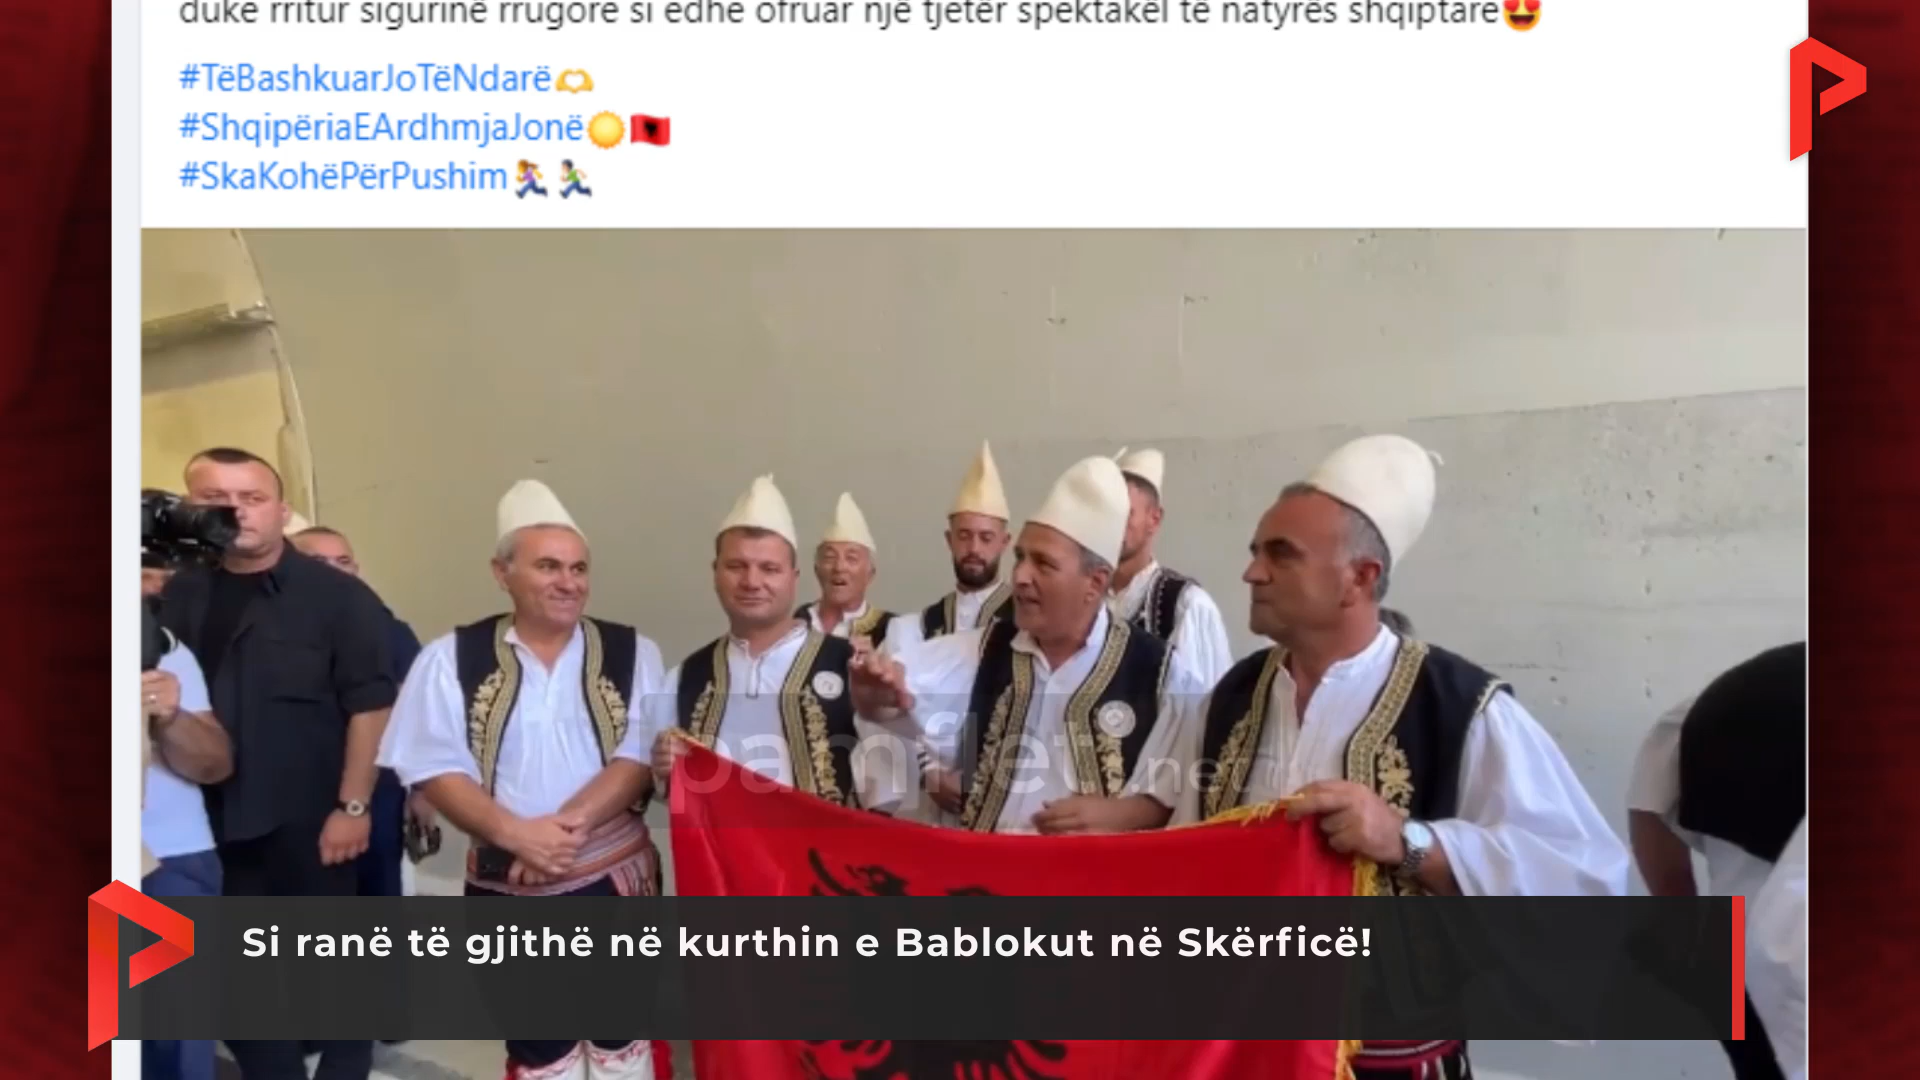 duke rritur sigurinë rrugore si edhe ofruar një tjetër spektakël të natyrës shqiptare😍
#TëBashkuarJoTëNdarë🫶
#ShqipëriaEArdhmjaJonë☀️🇦🇱
#SkaKohëPërPushim🏃‍♀️🏃‍♂️
pamflet.net
Si ranë të gjithë në kurthin e Bablokut në Skërficë!